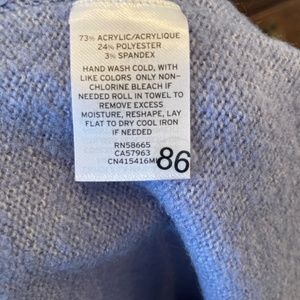 73% ACRYLIC/ACRYLIQUE
24% POLYESTER
3% SPANDEX
HAND WASH COLD, WITH
LIKE COLORS ONLY NON-
CHLORINE BLEACH IF
NEEDED ROLL IN TOWEL TO
REMOVE EXCESS
MOISTURE, RESHAPE, LAY
FLAT TO DRY COOL IRON
IF NEEDED
RN58665
CA57963
CN415416M
86